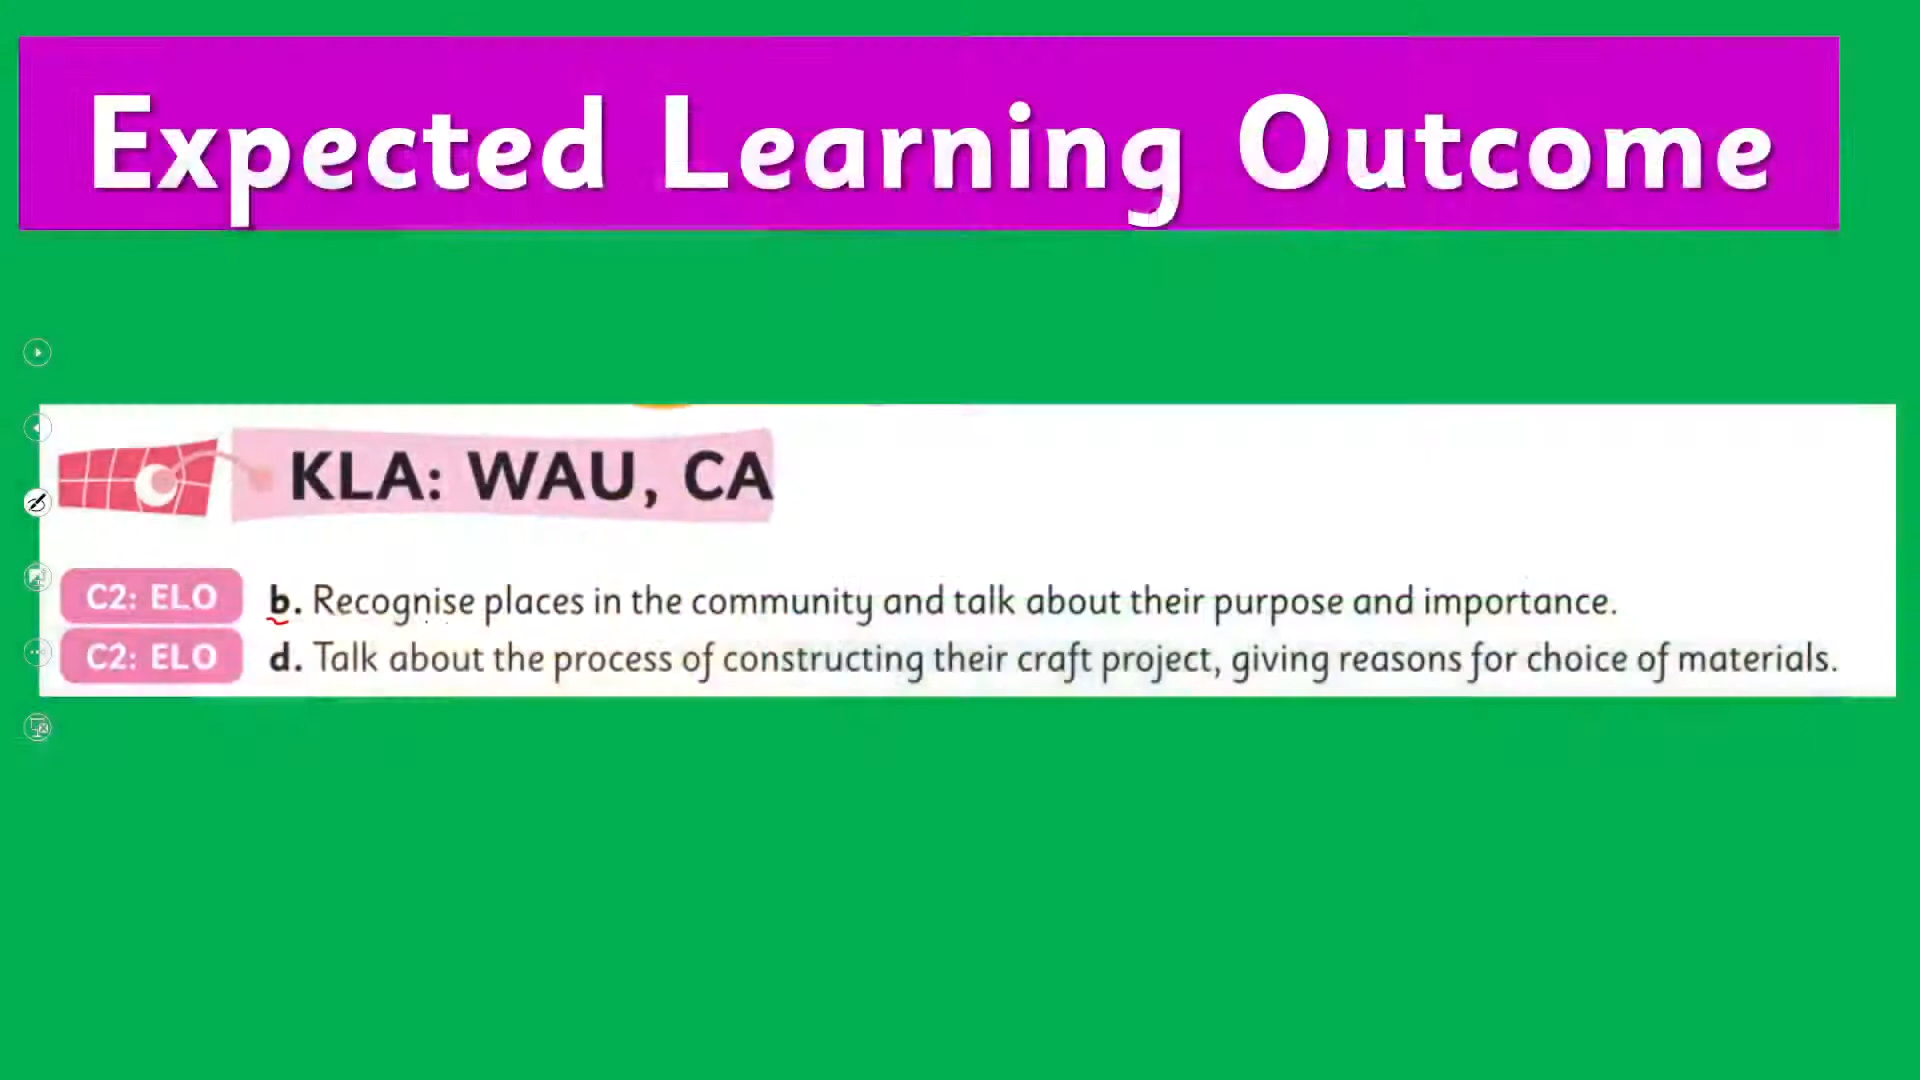 Expected Learning Outcome
KLA: WAU, CA
C2: ELO b. Recognise places in the community and talk about their purpose and importance.
C2: ELO d. Talk about the process of constructing their craft project, giving reasons for choice of materials.